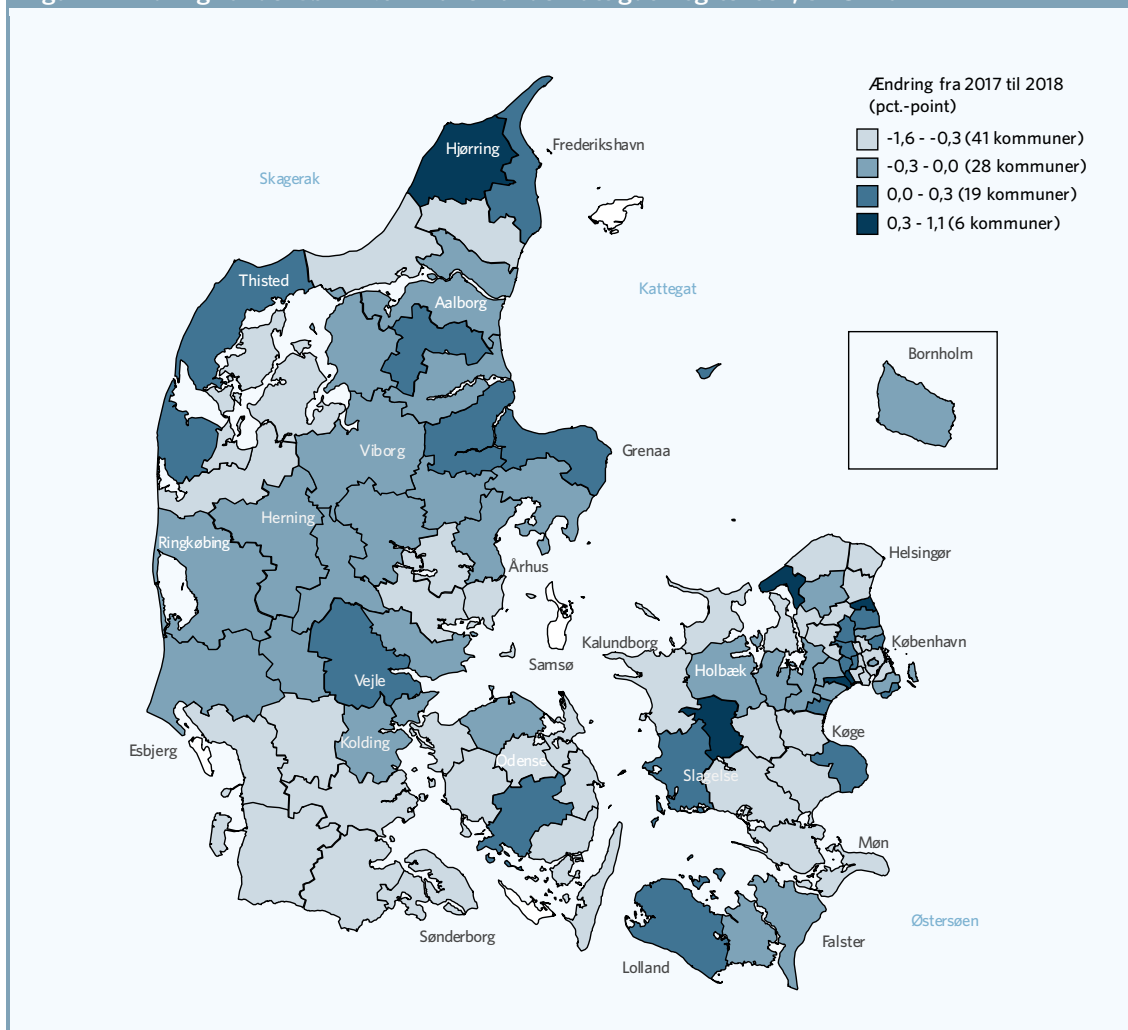 Ændring fra 2017 til 2018
(pct.-point)
-1,6 - -0,3 (41 kommuner)
-0,3 - 0,0 (28 kommuner)
0,0 - 0,3 (19 kommuner)
0,3 - 1,1 (6 kommuner)
Hjørring
Frederikshavn
Skagerak
Thisted
Kattegat
Aalborg
Bornholm
Viborg
Grenaa
Herning
Ringkøbing
Helsingør
Århus
Kalundborg
København
Samsø
Holbæk
Vejle
Køge
Esbjerg
Kolding
Odense
Slagelse
Møn
Østersøen
Sønderborg
Falster
Lolland